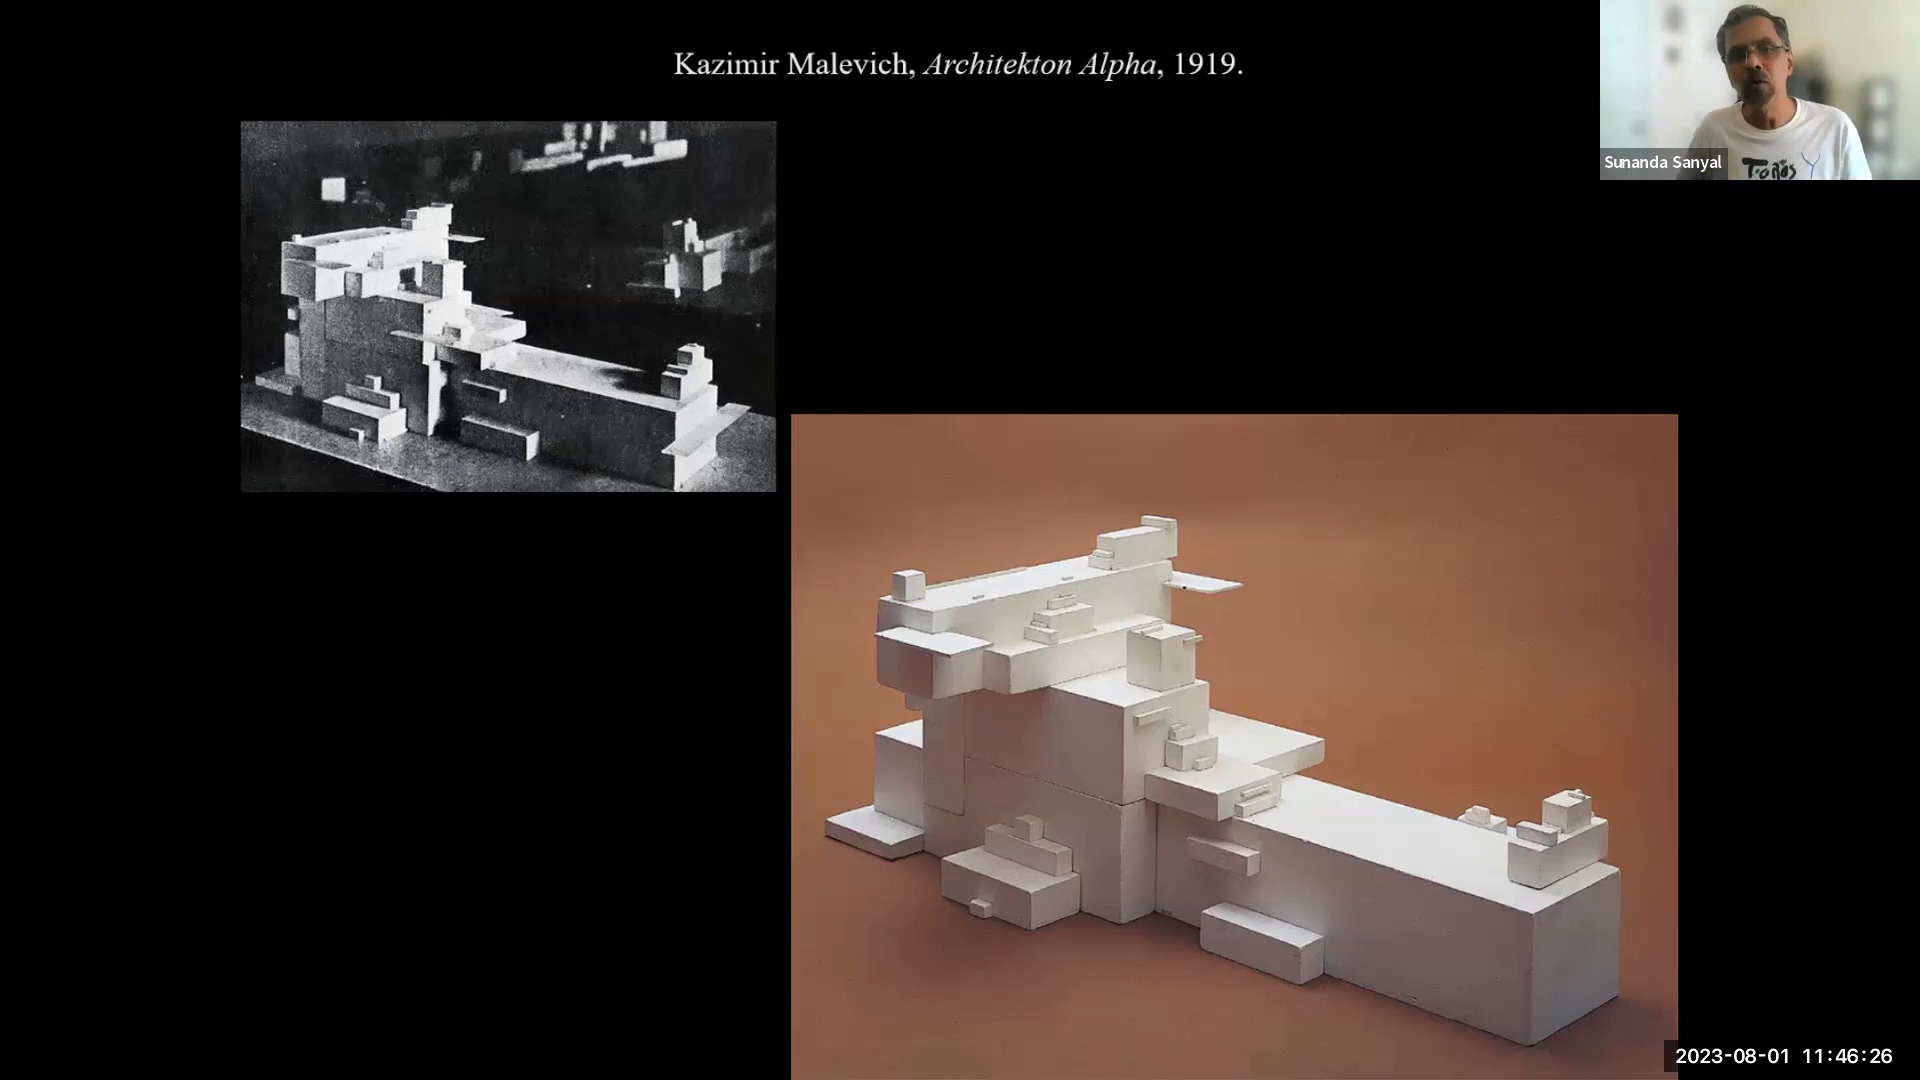 Kazimir Malevich, Architekton Alpha, 1919.
Sunanda Sanyal
2023-08-01 11:46:26